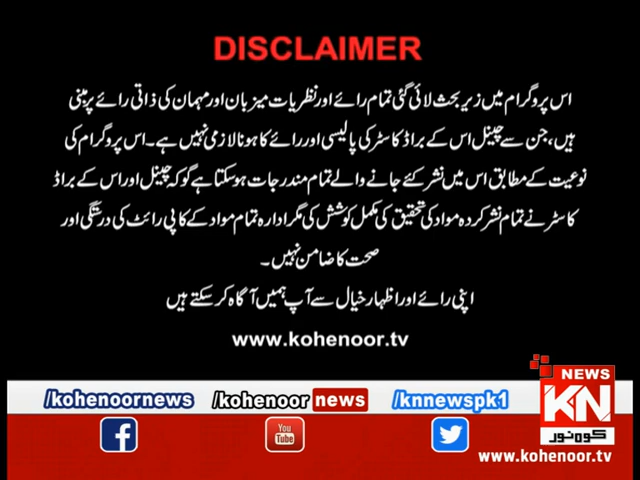 DISCLAIMER
اس پروگرام میں زیر بحث لائی گئی تمام رائے اور نظریات میزبان اور مہمان کی ذاتی رائے پر مبنی
ہیں، جن سے چینل اس کے براڈ کاسٹر کی پالیسی اور رائے کا ہونا لازمی نہیں ہے۔ اس پروگرام کی
نوعیت کے مطابق اس میں نشر کئے جانے والے تمام مندرجات ہو سکتا ہے گو کہ چینل اور اس کے براڈ
کاسٹر نے تمام نشر کردہ مواد کی تحقیق کی مکمل کوشش کی مگر ادارہ تمام مواد کے کاپی رائٹ کی درستگی اور
صحت کا ضامن نہیں۔
اپنی رائے اور اظہار خیال سے آپ ہمیں آگاہ کر سکتے ہیں
www.kohenoor.tv
/kohenoornews /kohenoor news /knnewspk1
You Tube
NEWS
KN
کوہ نور
www.kohenoor.tv